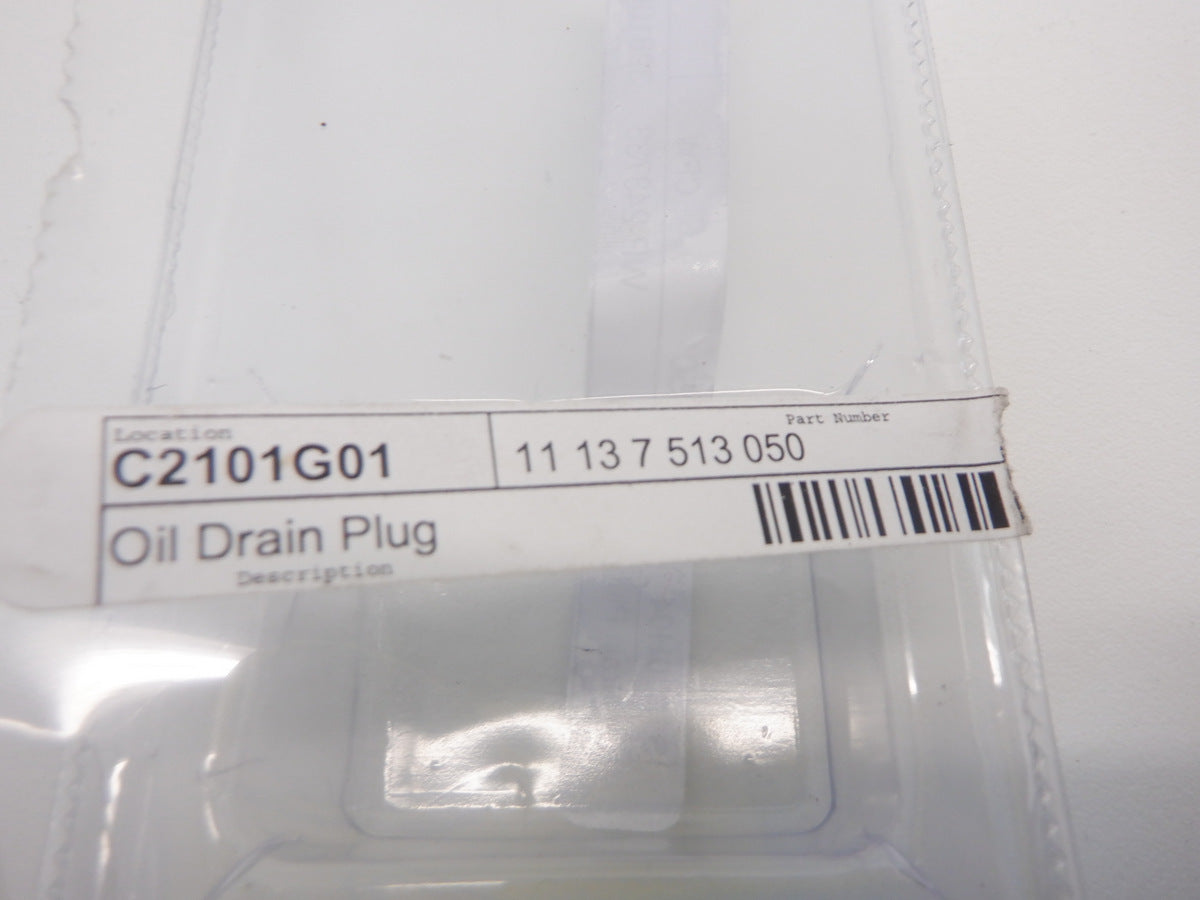 Location
C2101G01
Part Number
11 13 7 513 050
Oil Drain Plug
Description